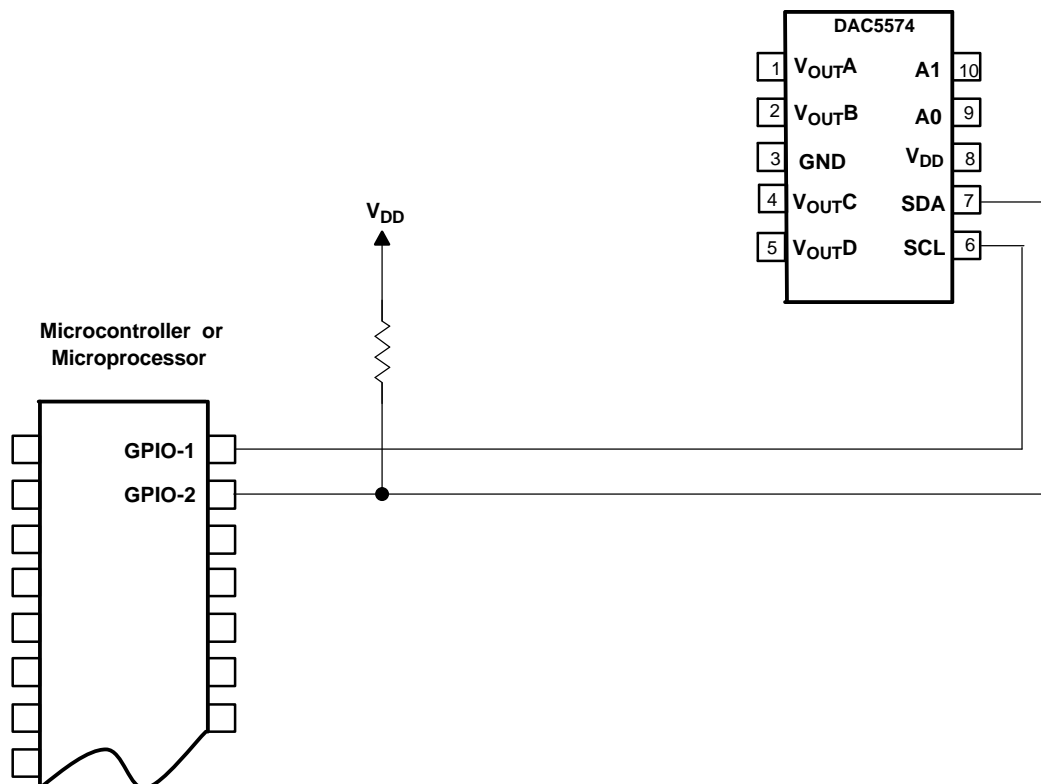 DAC5574
1 VOUTA A1 10
2 VOUTB A0 9
3 GND VDD 8
4 VOUTC SDA 7
5 VOUTD SCL 6
VDD
Microcontroller or
Microprocessor
GPIO-1
GPIO-2